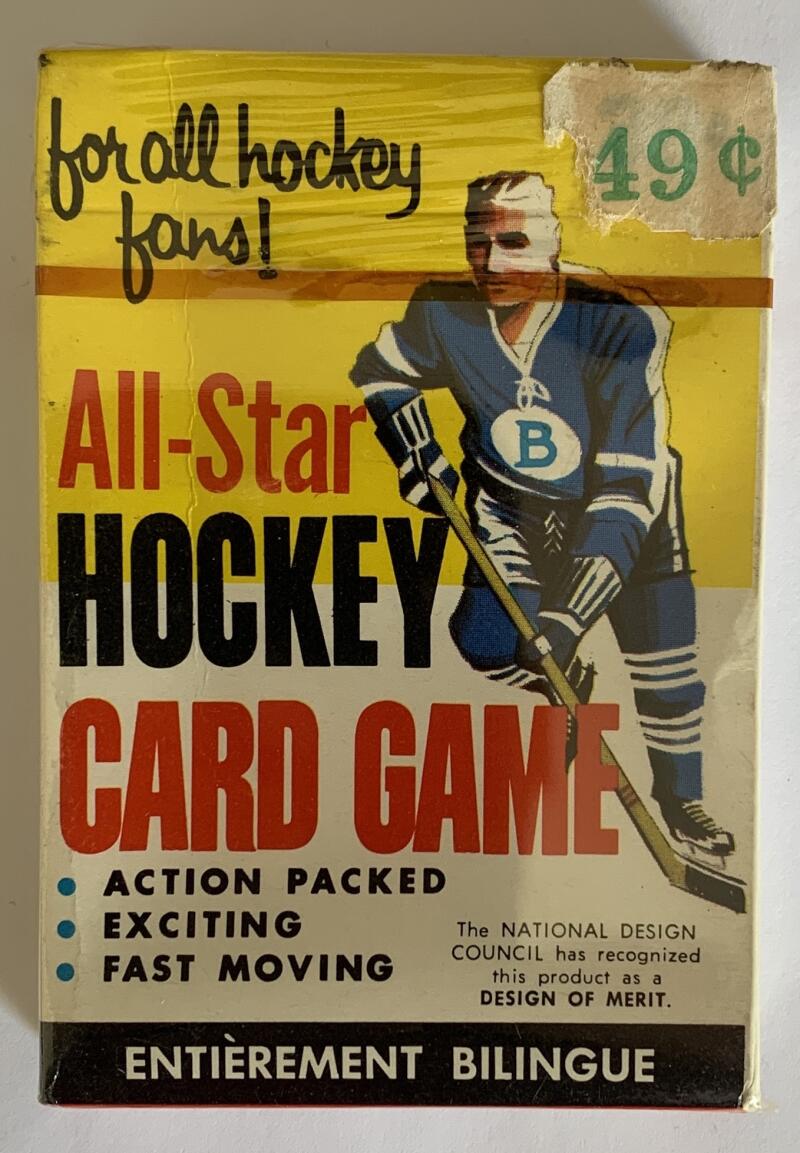 for all hockey
fans!
49¢
B
All-Star
HOCKEY
CARD GAME
• ACTION PACKED
• EXCITING
• FAST MOVING
The NATIONAL DESIGN
COUNCIL has recognized
this product as a
DESIGN OF MERIT.
ENTIÈREMENT BILINGUE